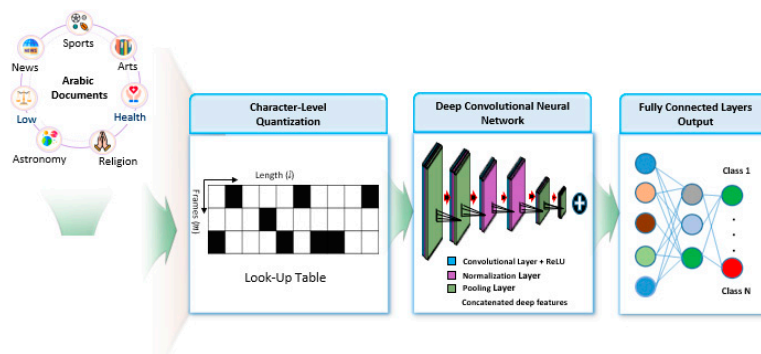 Sports
News
Arts
Arabic
Documents
Low
Health
Astronomy
Religion
Character-Level
Quantization
Length (l)
Frames (m)
Look-Up Table
Deep Convolutional Neural
Network
Convolutional Layer + ReLU
Normalization Layer
Pooling Layer
Concatenated deep features
Fully Connected Layers
Output
Class 1
Class N